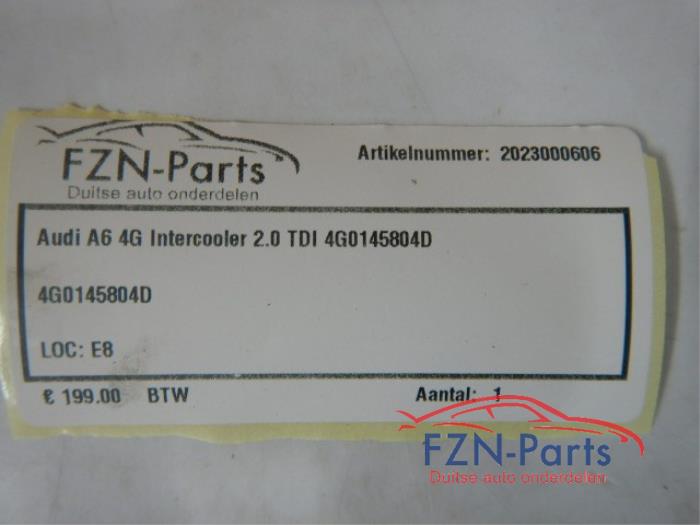 FZN-Parts
Duitse auto onderdelen
Artikelnummer: 2023000606
Audi A6 4G Intercooler 2.0 TDI 4G0145804D
4G0145804D
LOC: E8
€ 199.00 BTW Aantal: 1
FZN-Parts
Duitse auto onderdelen